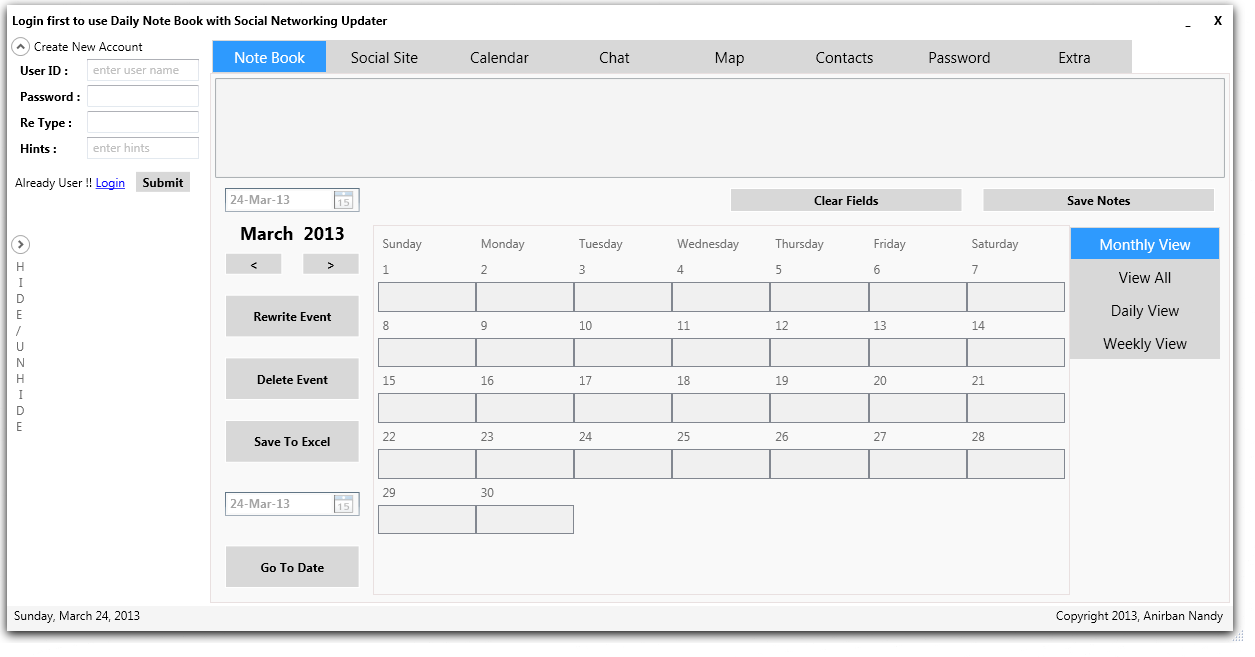 Login first to use Daily Note Book with Social Networking Updater
_ X
Create New Account
User ID : enter user name
Password :
Re Type :
Hints : enter hints
Already User !! Login Submit
H
I
D
E
/
U
N
H
I
D
E
Note Book Social Site Calendar Chat Map Contacts Password Extra
24-Mar-13 15 Clear Fields Save Notes
March 2013
< >
Rewrite Event
Delete Event
Save To Excel
24-Mar-13 15
Go To Date
Sunday Monday Tuesday Wednesday Thursday Friday Saturday
1 2 3 4 5 6 7
8 9 10 11 12 13 14
15 16 17 18 19 20 21
22 23 24 25 26 27 28
29 30
Monthly View
View All
Daily View
Weekly View
Sunday, March 24, 2013 Copyright 2013, Anirban Nandy